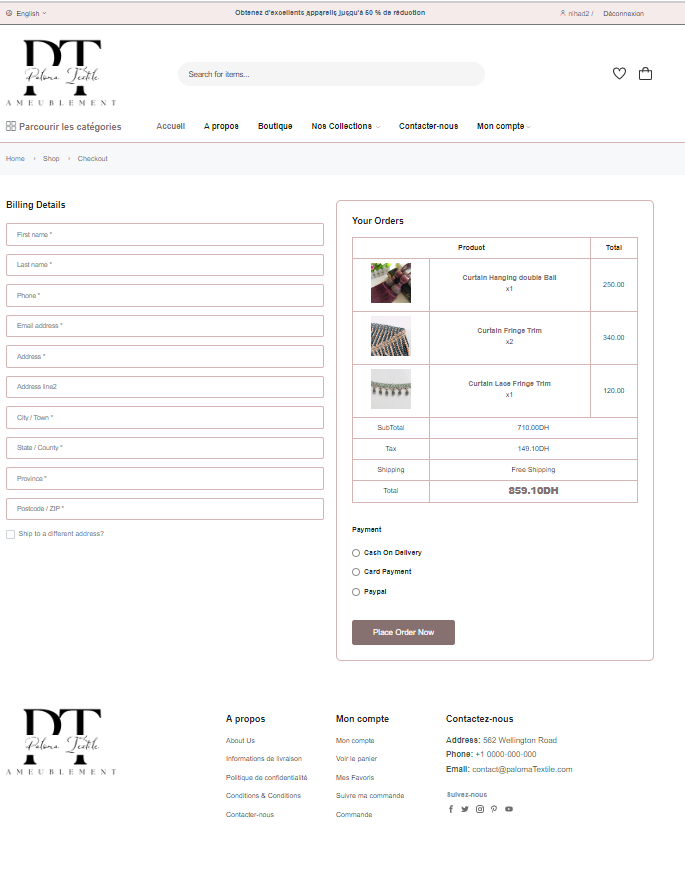 English
Obtenez d'excellents appareils jusqu'à 50 % de réduction
nihad2 /
Déconnexion
PT
Paloma Textile
AMEUBLEMENT
Search for items...
Parcourir les catégories
Accueil
A propos
Boutique
Nos Collections
Contacter-nous
Mon compte
Home › Shop › Checkout
Billing Details
First name *
Last name *
Phone *
Email address *
Address *
Address line2
City / Town *
State / County *
Province *
Postcode / ZIP *
Ship to a different address?
Your Orders
Product Total
Curtain Hanging double Ball
x1
250.00
Curtain Fringe Trim
x2
340.00
Curtain Lace Fringe Trim
x1
120.00
SubTotal 710.00DH
Tax 149.10DH
Shipping Free Shipping
Total 859.10DH
Payment
Cash On Delivery
Card Payment
Paypal
Place Order Now
PT
Paloma Textile
AMEUBLEMENT
A propos
About Us
Informations de livraison
Politique de confidentialité
Conditions & Conditions
Contacter-nous
Mon compte
Mon compte
Voir le panier
Mes Favoris
Suivre ma commande
Commande
Contactez-nous
Address: 562 Wellington Road
Phone: +1 0000-000-000
Email: contact@palomaTextile.com
Suivez-nous